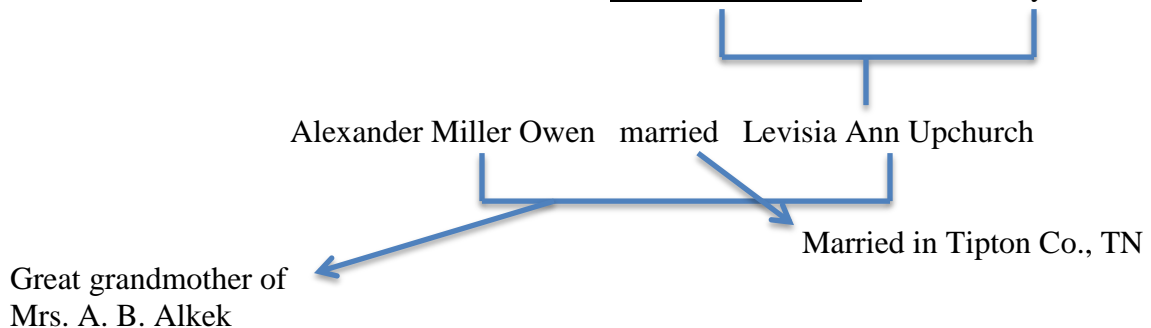 Alexander Miller Owen married Levisia Ann Upchurch
Married in Tipton Co., TN
Great grandmother of
Mrs. A. B. Alkek